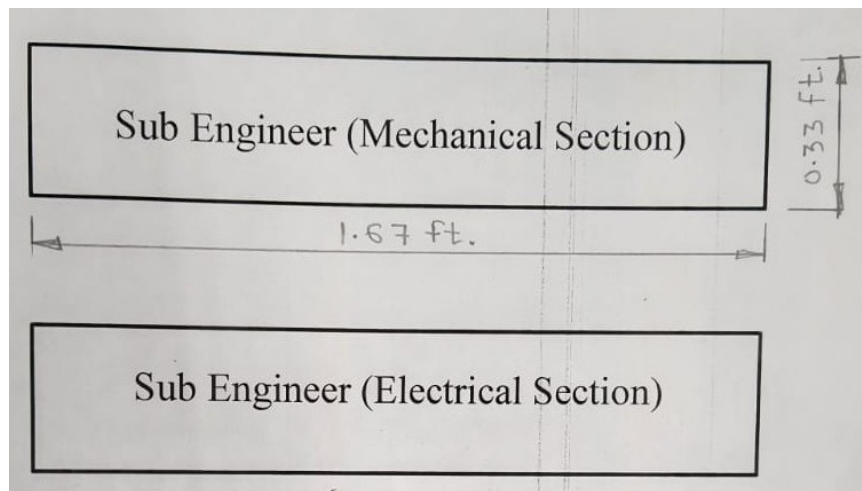 Sub Engineer (Mechanical Section)
0.33 ft.
1.67 ft.
Sub Engineer (Electrical Section)